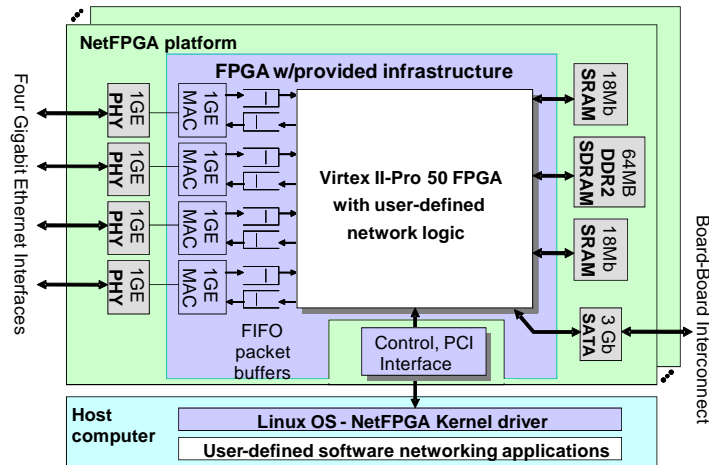 NetFPGA platform
FPGA w/provided infrastructure
Four Gigabit Ethernet Interfaces
1GE
PHY
1GE
MAC
1GE
PHY
1GE
MAC
1GE
PHY
1GE
MAC
1GE
PHY
1GE
MAC
FIFO
packet
buffers
Virtex II-Pro 50 FPGA
with user-defined
network logic
18Mb
SRAM
64MB
DDR2
SDRAM
18Mb
SRAM
3 Gb
SATA
Board-Board Interconnect
Control, PCI
Interface
Host
computer
Linux OS - NetFPGA Kernel driver
User-defined software networking applications